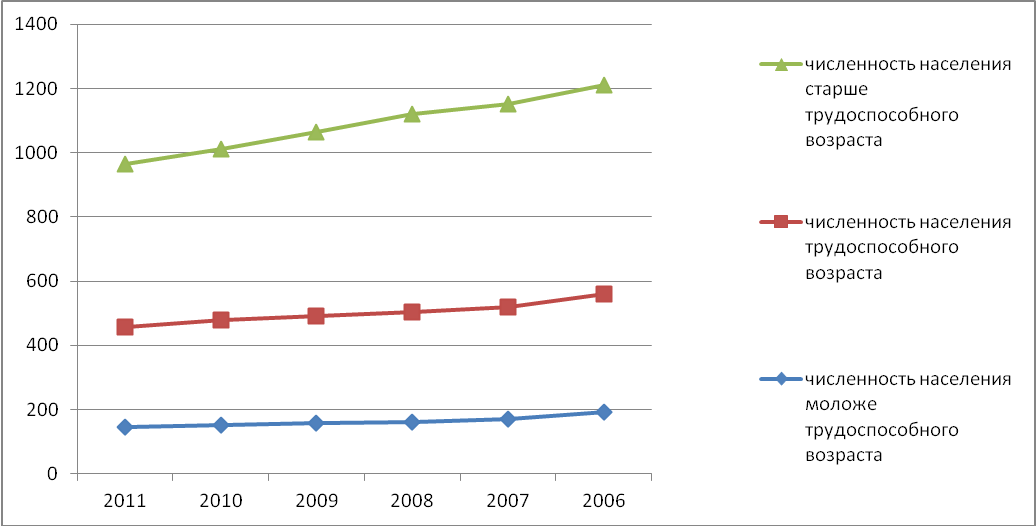 1400
1200
1000
800
600
400
200
0
2011 2010 2009 2008 2007 2006
численность населения
старше
трудоспособного
возраста
численность населения
трудоспособного
возраста
численность населения
моложе
трудоспособного
возраста